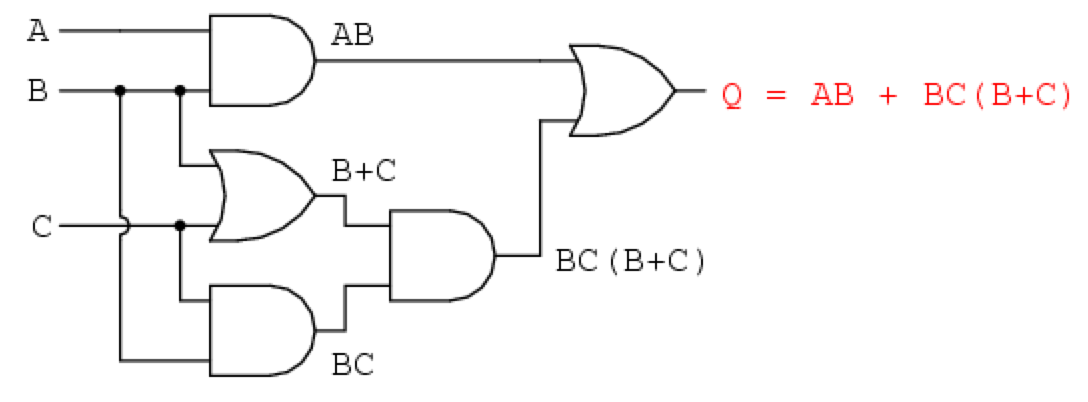 A
AB
B
Q = AB + BC(B+C)
B+C
C
BC(B+C)
BC